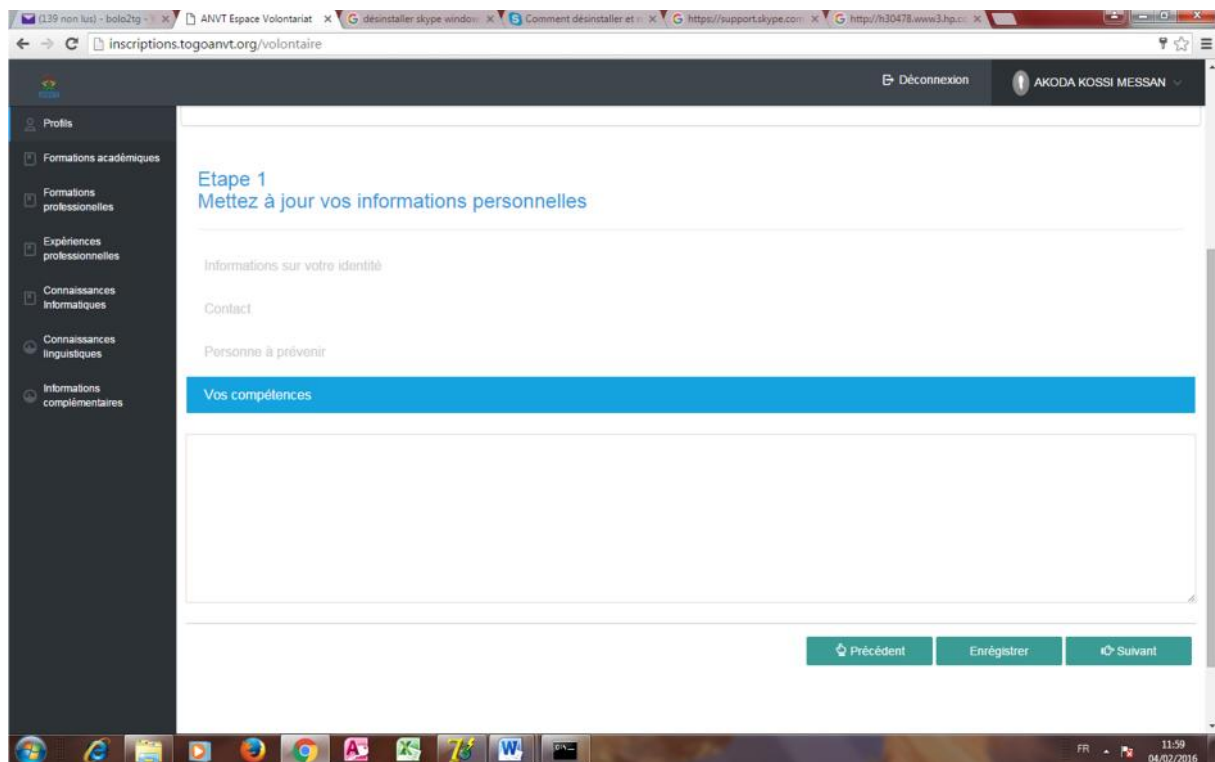 (139 non lus) - bolo2tg -
ANVT Espace Volontariat
désinstaller skype window
Comment désinstaller et
https://support.skype.com
http://h30478.www3.hp.c
inscriptions.togoanvt.org/volontaire
Déconnexion
AKODA KOSSI MESSAN
Profils
Formations académiques
Formations
professionelles
Expériences
professionnelles
Connaissances
Informatiques
Connaissances
linguistiques
Informations
complémentaires
Etape 1
Mettez à jour vos informations personnelles
Informations sur votre identité
Contact
Personne à prévenir
Vos compétences
Précédent
Enrégistrer
Suivant
FR
11:59
04/02/2016